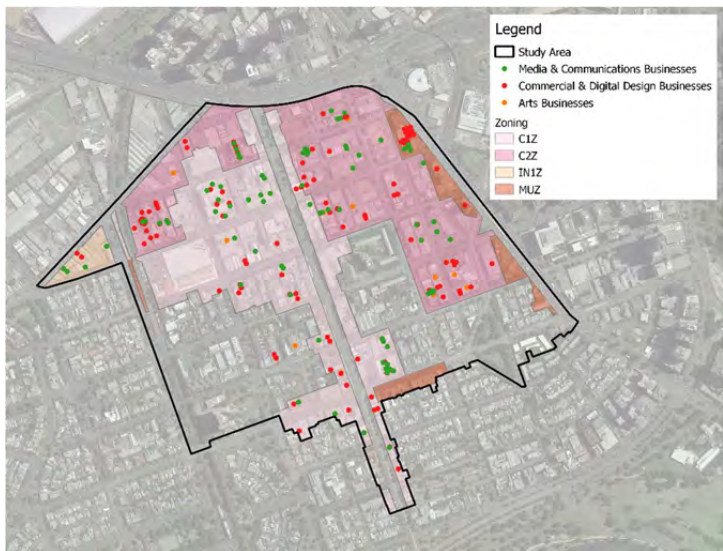 Legend
Study Area
Media & Communications Businesses
Commercial & Digital Design Businesses
Arts Businesses
Zoning
C1Z
C2Z
IN1Z
MUZ